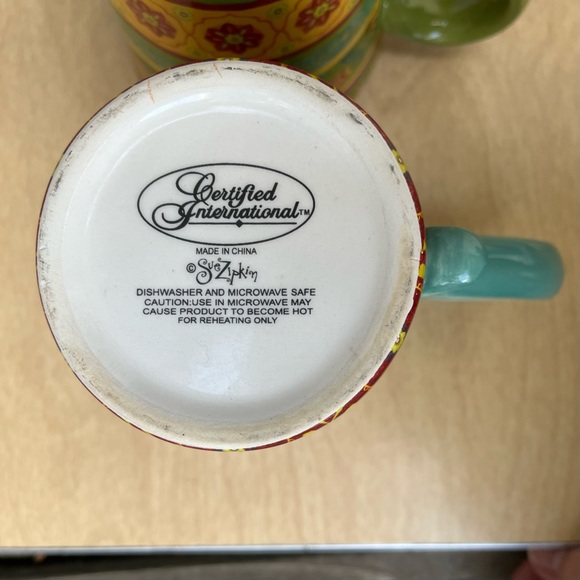 Certified
International™
MADE IN CHINA
© Sue Zipkin
DISHWASHER AND MICROWAVE SAFE
CAUTION:USE IN MICROWAVE MAY
CAUSE PRODUCT TO BECOME HOT
FOR REHEATING ONLY